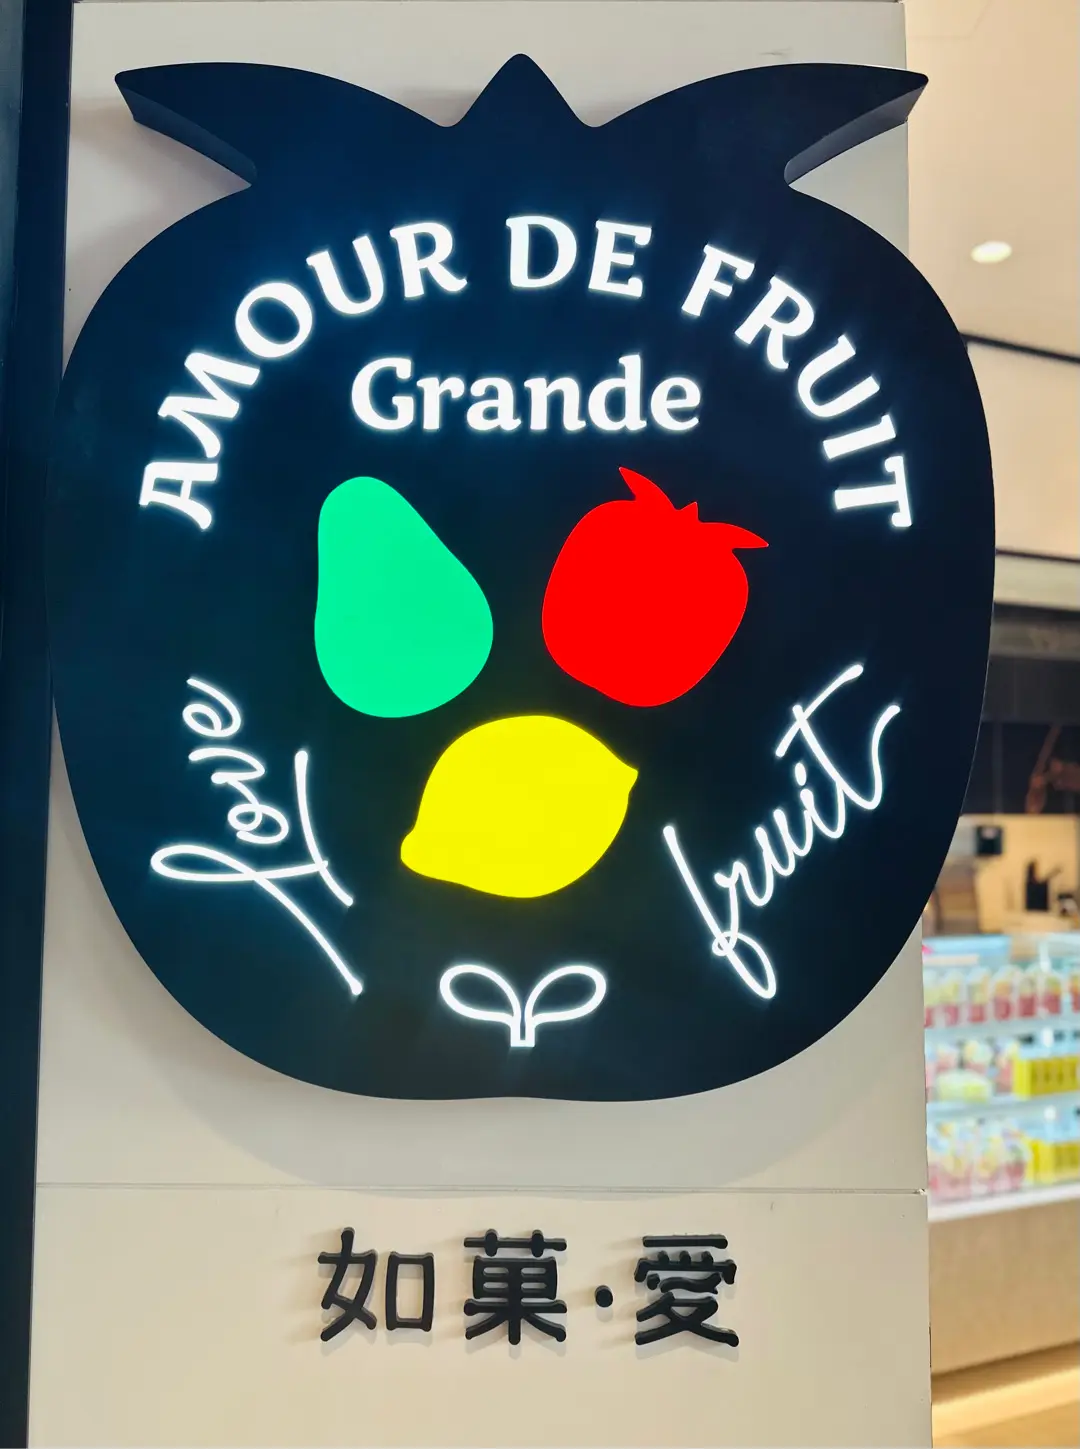 AMOUR DE FRUIT
Grande
Love
fruit
如菓·愛